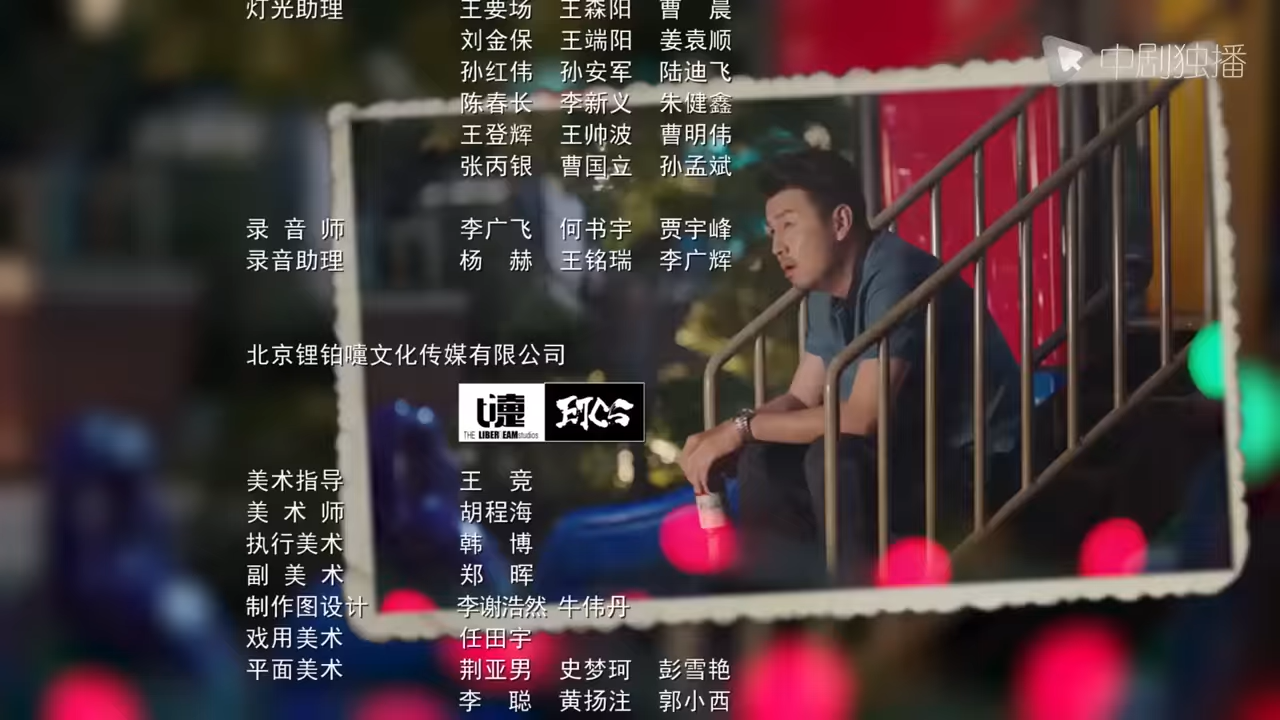 灯光助理 王要场 王森阳 曹 晨
中剧独播
刘金保 王端阳 姜袁顺
孙红伟 孙安军 陆迪飞
陈春长 李新义 朱健鑫
王登辉 王帅波 曹明伟
张丙银 曹国立 孙孟斌
录音师 李广飞 何书宇 贾宇峰
录音助理 杨 赫 王铭瑞 李广辉
北京锂铂嚏文化传媒有限公司
THE LIBER EAM studios
美术指导 王 竞
美术师 胡程海
执行美术 韩 博
副美术 郑 晖
制作图设计 李谢浩然 牛伟丹
戏用美术 任田宇
平面美术 荆亚男 史梦珂 彭雪艳
李 聪 黄扬注 郭小西